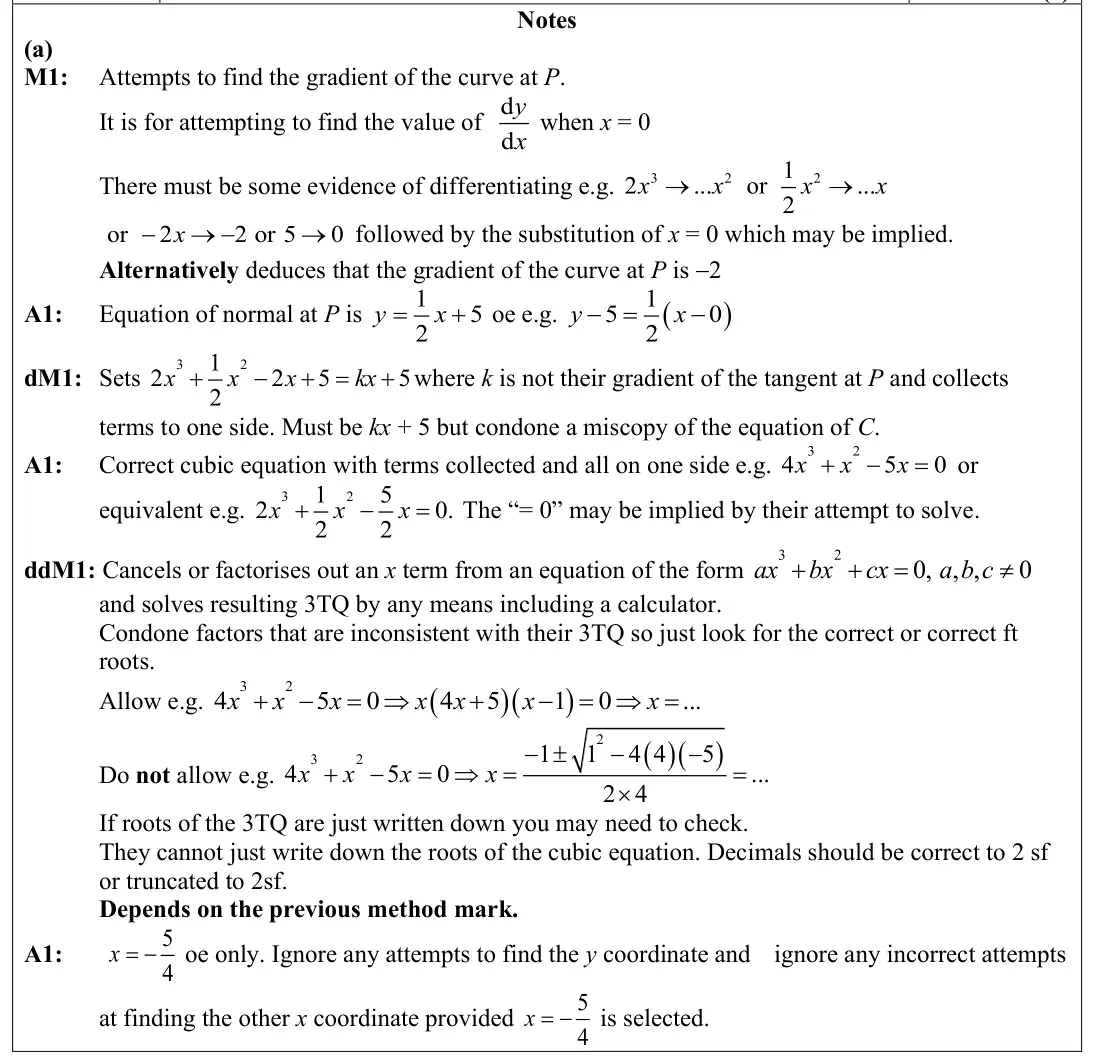 Notes
(a)
M1: Attempts to find the gradient of the curve at P.
It is for attempting to find the value of dy/dx when x = 0
There must be some evidence of differentiating e.g. 2x³ → ...x² or 1/2 x² → ...x
or − 2x → −2 or 5 → 0 followed by the substitution of x = 0 which may be implied.
Alternatively deduces that the gradient of the curve at P is –2
A1: Equation of normal at P is y = 1/2 x + 5 oe e.g. y − 5 = 1/2 (x − 0)
dM1: Sets 2x³ + 1/2 x² − 2x + 5 = kx + 5 where k is not their gradient of the tangent at P and collects
terms to one side. Must be kx + 5 but condone a miscopy of the equation of C.
A1: Correct cubic equation with terms collected and all on one side e.g. 4x³ + x² − 5x = 0 or
equivalent e.g. 2x³ + 1/2 x² − 5/2 x = 0. The “= 0” may be implied by their attempt to solve.
ddM1: Cancels or factorises out an x term from an equation of the form ax³ + bx² + cx = 0, a,b,c ≠ 0
and solves resulting 3TQ by any means including a calculator.
Condone factors that are inconsistent with their 3TQ so just look for the correct or correct ft
roots.
Allow e.g. 4x³ + x² − 5x = 0 ⇒ x(4x + 5)(x − 1) = 0 ⇒ x = ...
Do not allow e.g. 4x³ + x² − 5x = 0 ⇒ x = (−1 ± √(1² − 4(4)(−5)))/(2×4) = ...
If roots of the 3TQ are just written down you may need to check.
They cannot just write down the roots of the cubic equation. Decimals should be correct to 2 sf
or truncated to 2sf.
Depends on the previous method mark.
A1: x = − 5/4 oe only. Ignore any attempts to find the y coordinate and ignore any incorrect attempts
at finding the other x coordinate provided x = − 5/4 is selected.